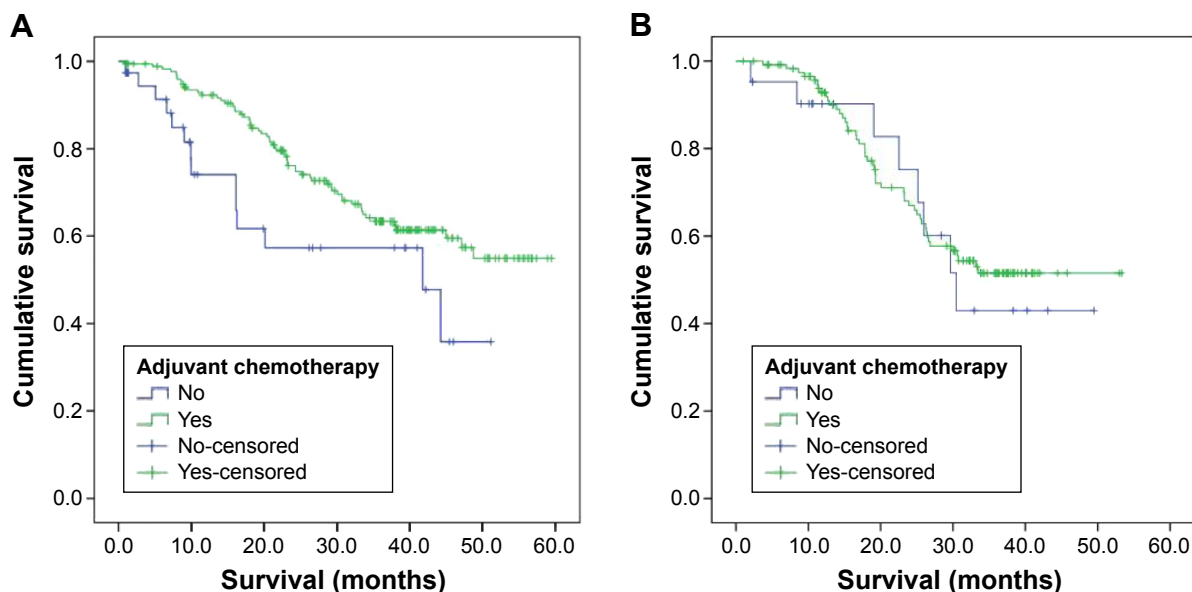 A
Cumulative survival
1.0
0.8
0.6
0.4
0.2
0.0
Adjuvant chemotherapy
No
Yes
No-censored
Yes-censored
0.0 10.0 20.0 30.0 40.0 50.0 60.0
Survival (months)
B
Cumulative survival
1.0
0.8
0.6
0.4
0.2
0.0
Adjuvant chemotherapy
No
Yes
No-censored
Yes-censored
0.0 10.0 20.0 30.0 40.0 50.0 60.0
Survival (months)